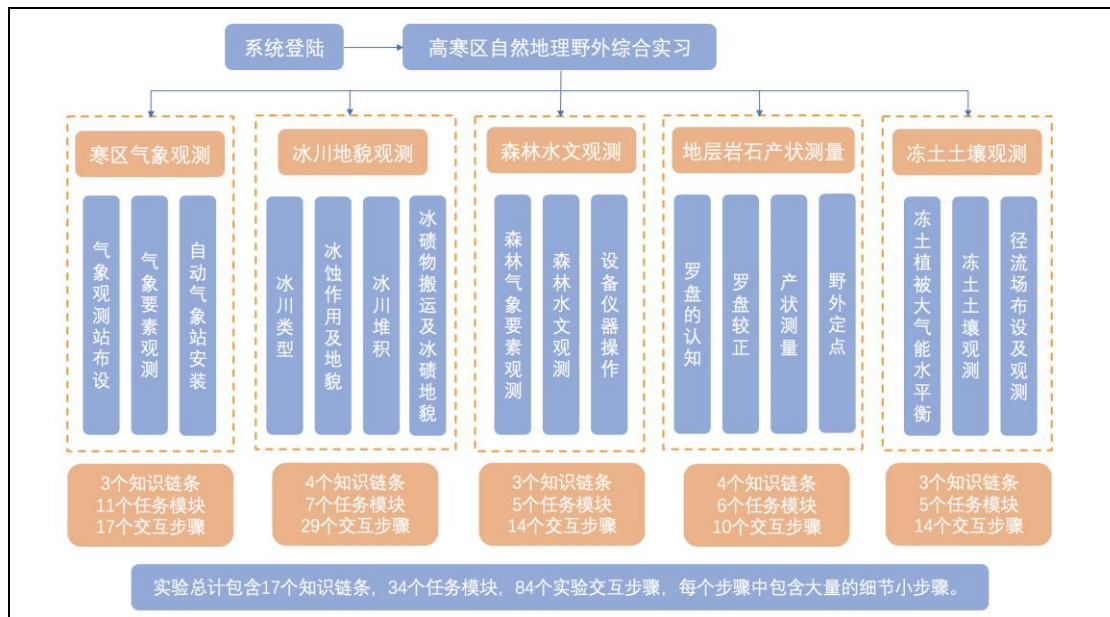 系统登陆
高寒区自然地理野外综合实习
寒区气象观测
冰川地貌观测
森林水文观测
地层岩石产状测量
冻土土壤观测
气象观测站布设
气象要素观测
自动气象站安装
冰川类型
冰蚀作用及地貌
冰川堆积
冰碛物搬运及冰碛地貌
森林气象要素观测
森林水文观测
设备仪器操作
罗盘的认知
罗盘较正
产状测量
野外定点
冻土植被大气能水平衡
冻土土壤观测
径流场布设及观测
3个知识链条
11个任务模块
17个交互步骤
4个知识链条
7个任务模块
29个交互步骤
3个知识链条
5个任务模块
14个交互步骤
4个知识链条
6个任务模块
10个交互步骤
3个知识链条
5个任务模块
14个交互步骤
实验总计包含17个知识链条，34个任务模块，84个实验交互步骤，每个步骤中包含大量的细节小步骤。